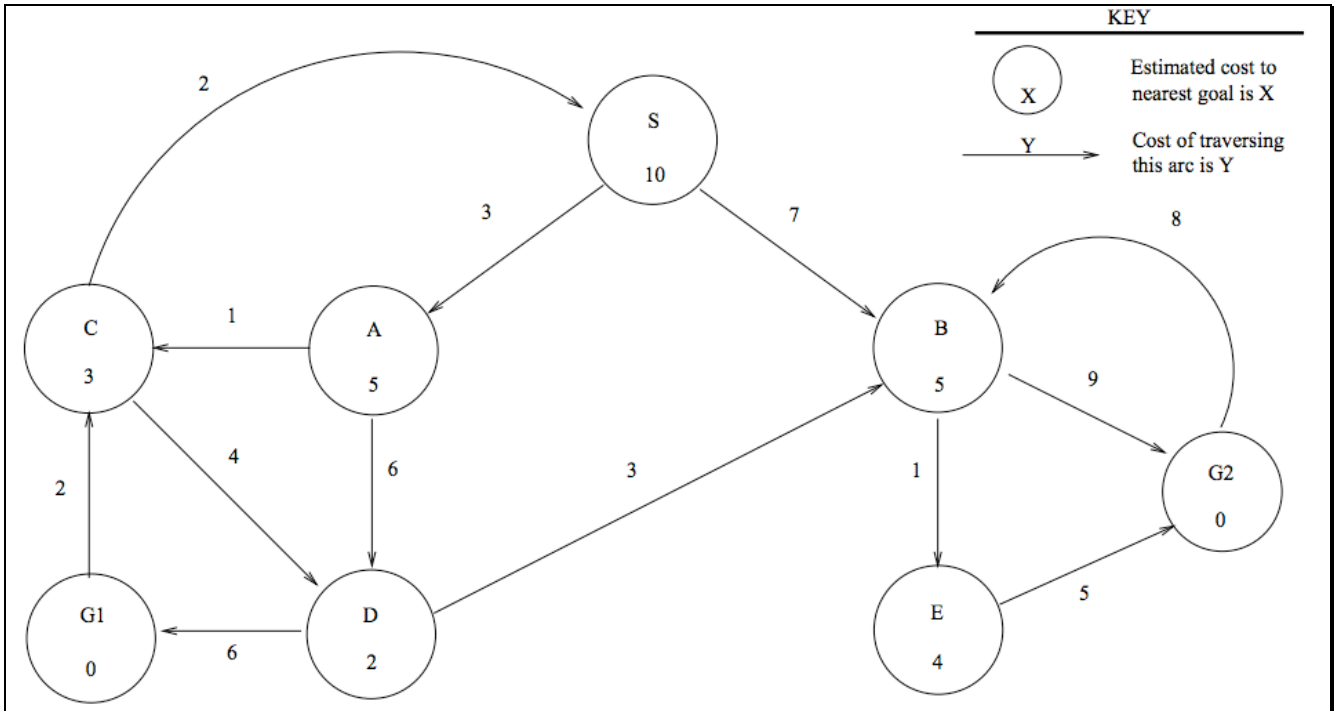 KEY
X
Estimated cost to
nearest goal is X
Y
Cost of traversing
this arc is Y
2
S
10
3
7
8
C
3
1
A
5
B
5
9
4
6
2
3
1
G2
0
G1
0
6
D
2
E
4
5